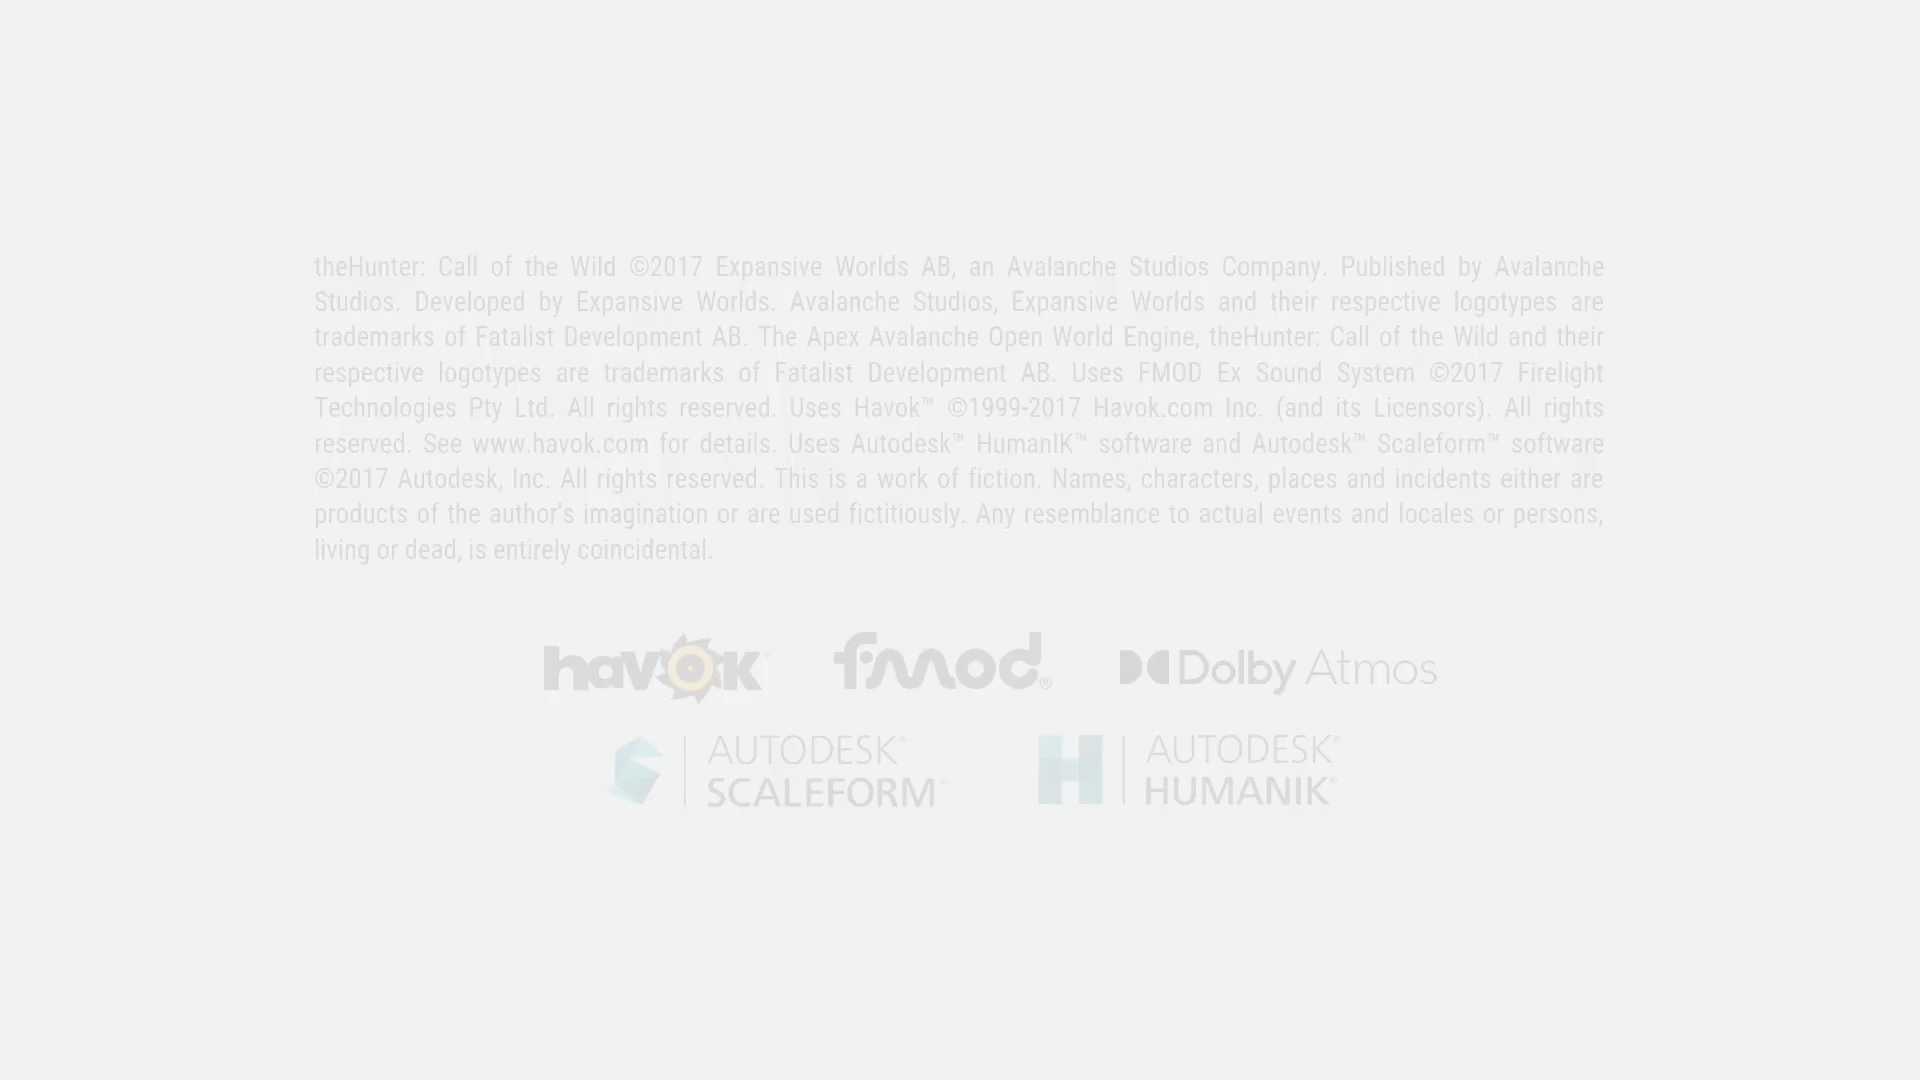 theHunter: Call of the Wild ©2017 Expansive Worlds AB, an Avalanche Studios Company. Published by Avalanche
Studios. Developed by Expansive Worlds. Avalanche Studios, Expansive Worlds and their respective logotypes are
trademarks of Fatalist Development AB. The Apex Avalanche Open World Engine, theHunter: Call of the Wild and their
respective logotypes are trademarks of Fatalist Development AB. Uses FMOD Ex Sound System ©2017 Firelight
Technologies Pty Ltd. All rights reserved. Uses Havok™ ©1999-2017 Havok.com Inc. (and its Licensors). All rights
reserved. See www.havok.com for details. Uses Autodesk™ HumanIK™ software and Autodesk™ Scaleform™ software
©2017 Autodesk, Inc. All rights reserved. This is a work of fiction. Names, characters, places and incidents either are
products of the author's imagination or are used fictitiously. Any resemblance to actual events and locales or persons,
living or dead, is entirely coincidental.
havok fmod® Dolby Atmos
AUTODESK® AUTODESK®
SCALEFORM® HUMANIK®